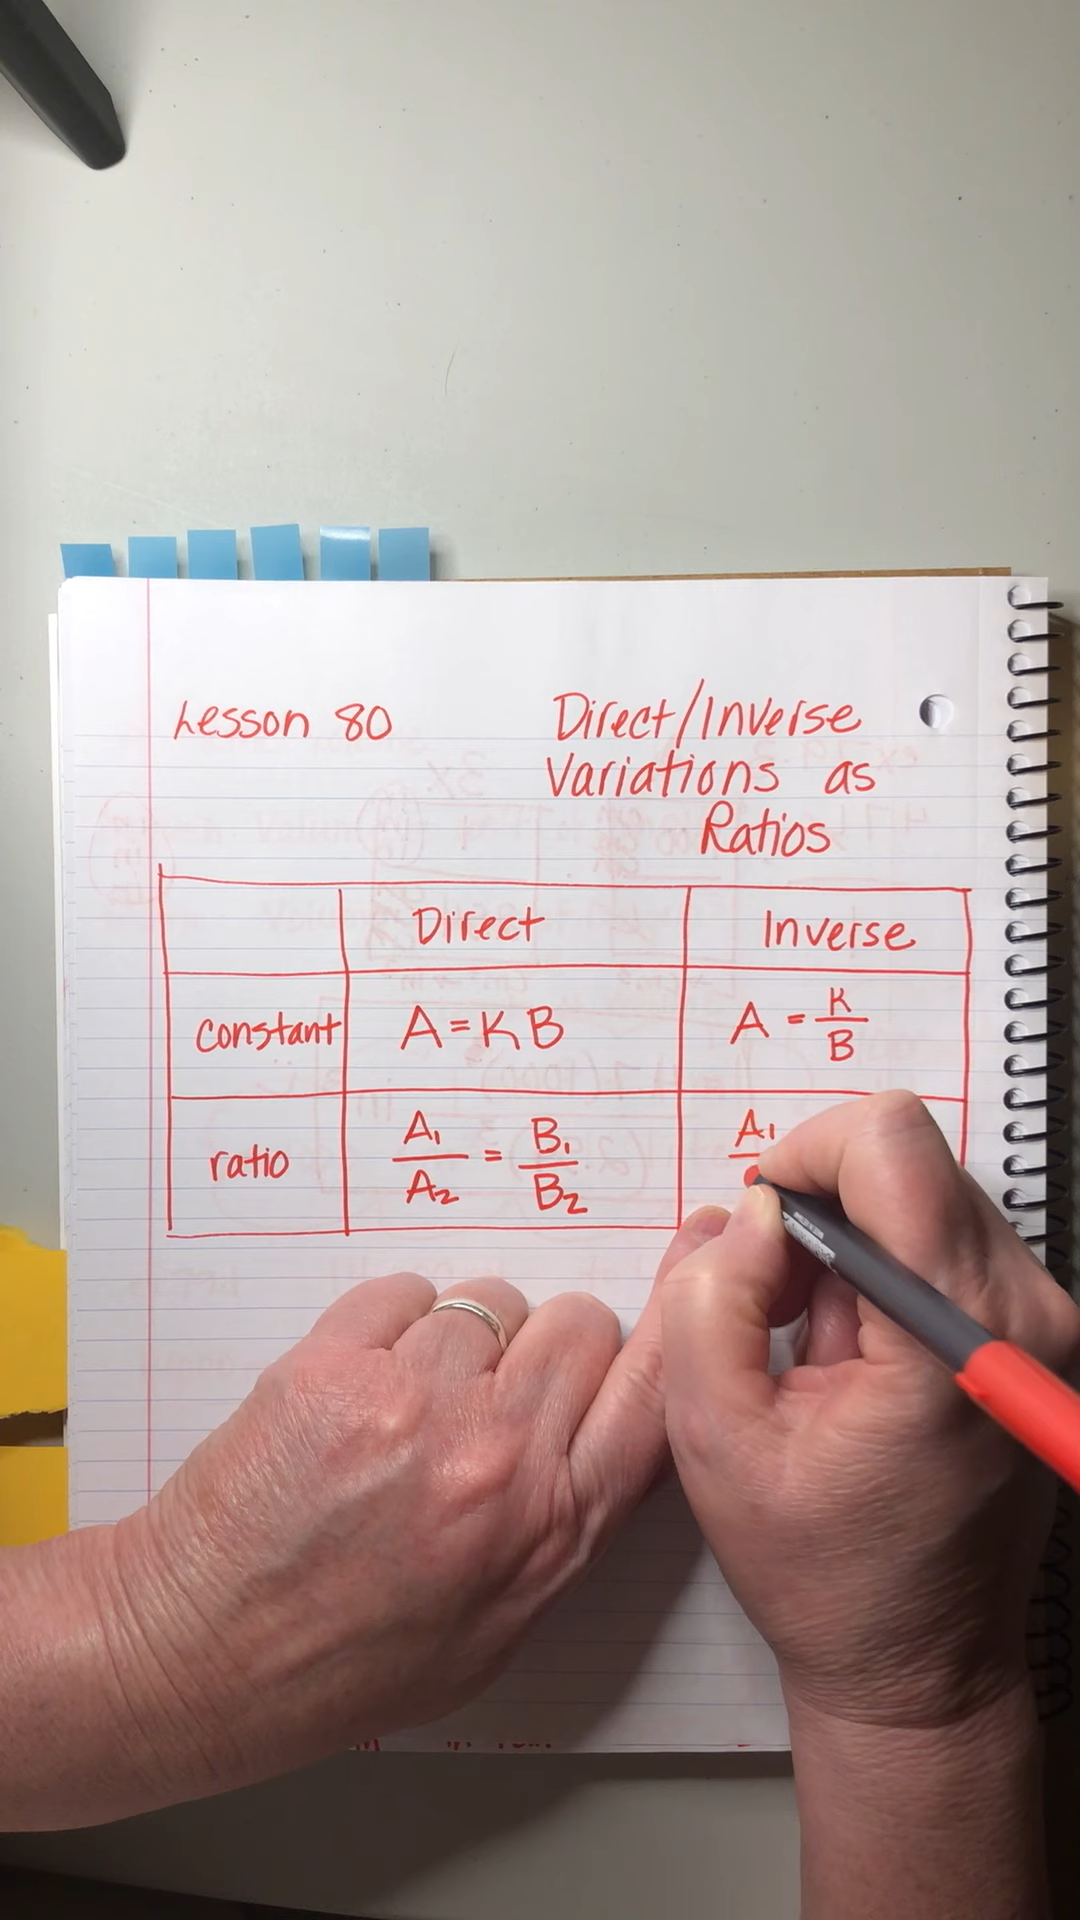 Lesson 80
Direct/Inverse
Variations as
Ratios
Direct Inverse
constant A = KB A = K/B
ratio A₁/A₂ = B₁/B₂ A₁